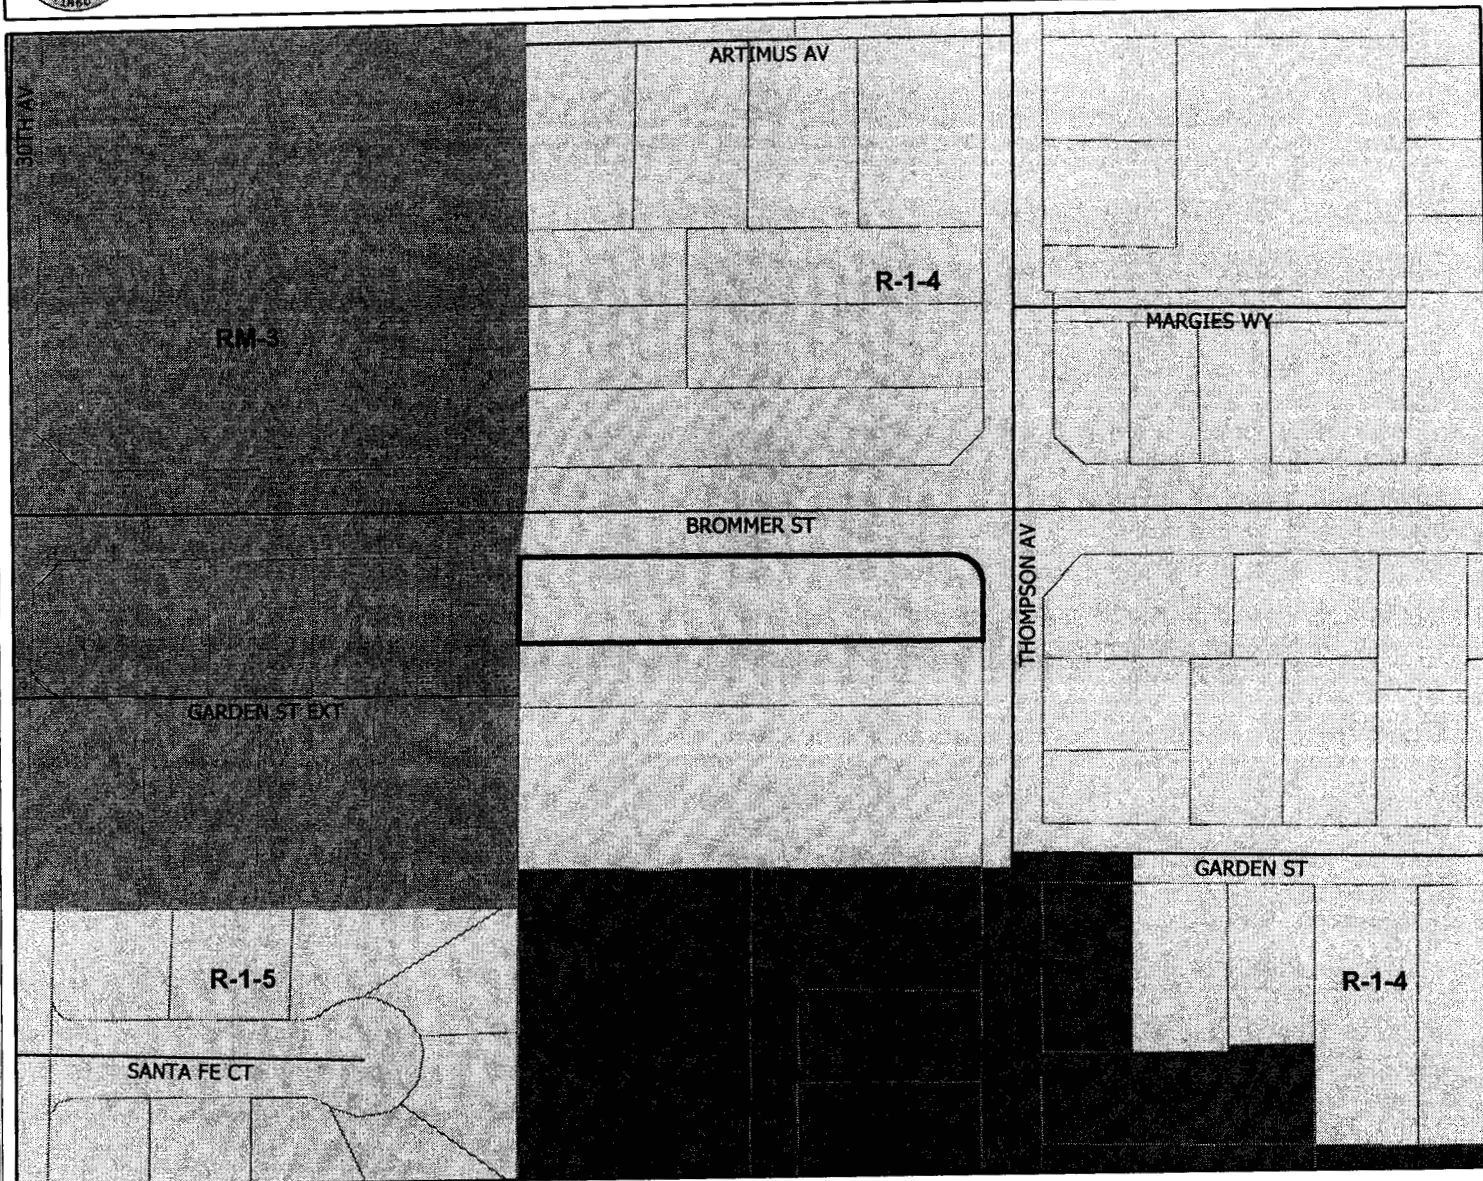 ARTIMUS AV
30TH AV
R-1-4
MARGIES WY
RM-3
BROMMER ST
THOMPSON AV
GARDEN ST EXT
GARDEN ST
R-1-5
R-1-4
SANTA FE CT